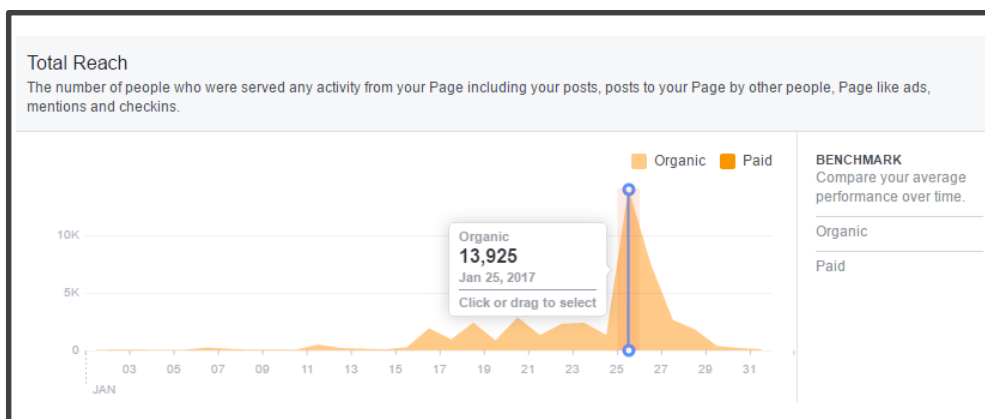 Total Reach
The number of people who were served any activity from your Page including your posts, posts to your Page by other people, Page like ads,
mentions and checkins.
Organic Paid
BENCHMARK
Compare your average
performance over time.
Organic
Paid
10K
5K
0
Organic
13,925
Jan 25, 2017
Click or drag to select
03 05 07 09 11 13 15 17 19 21 23 25 27 29 31
JAN